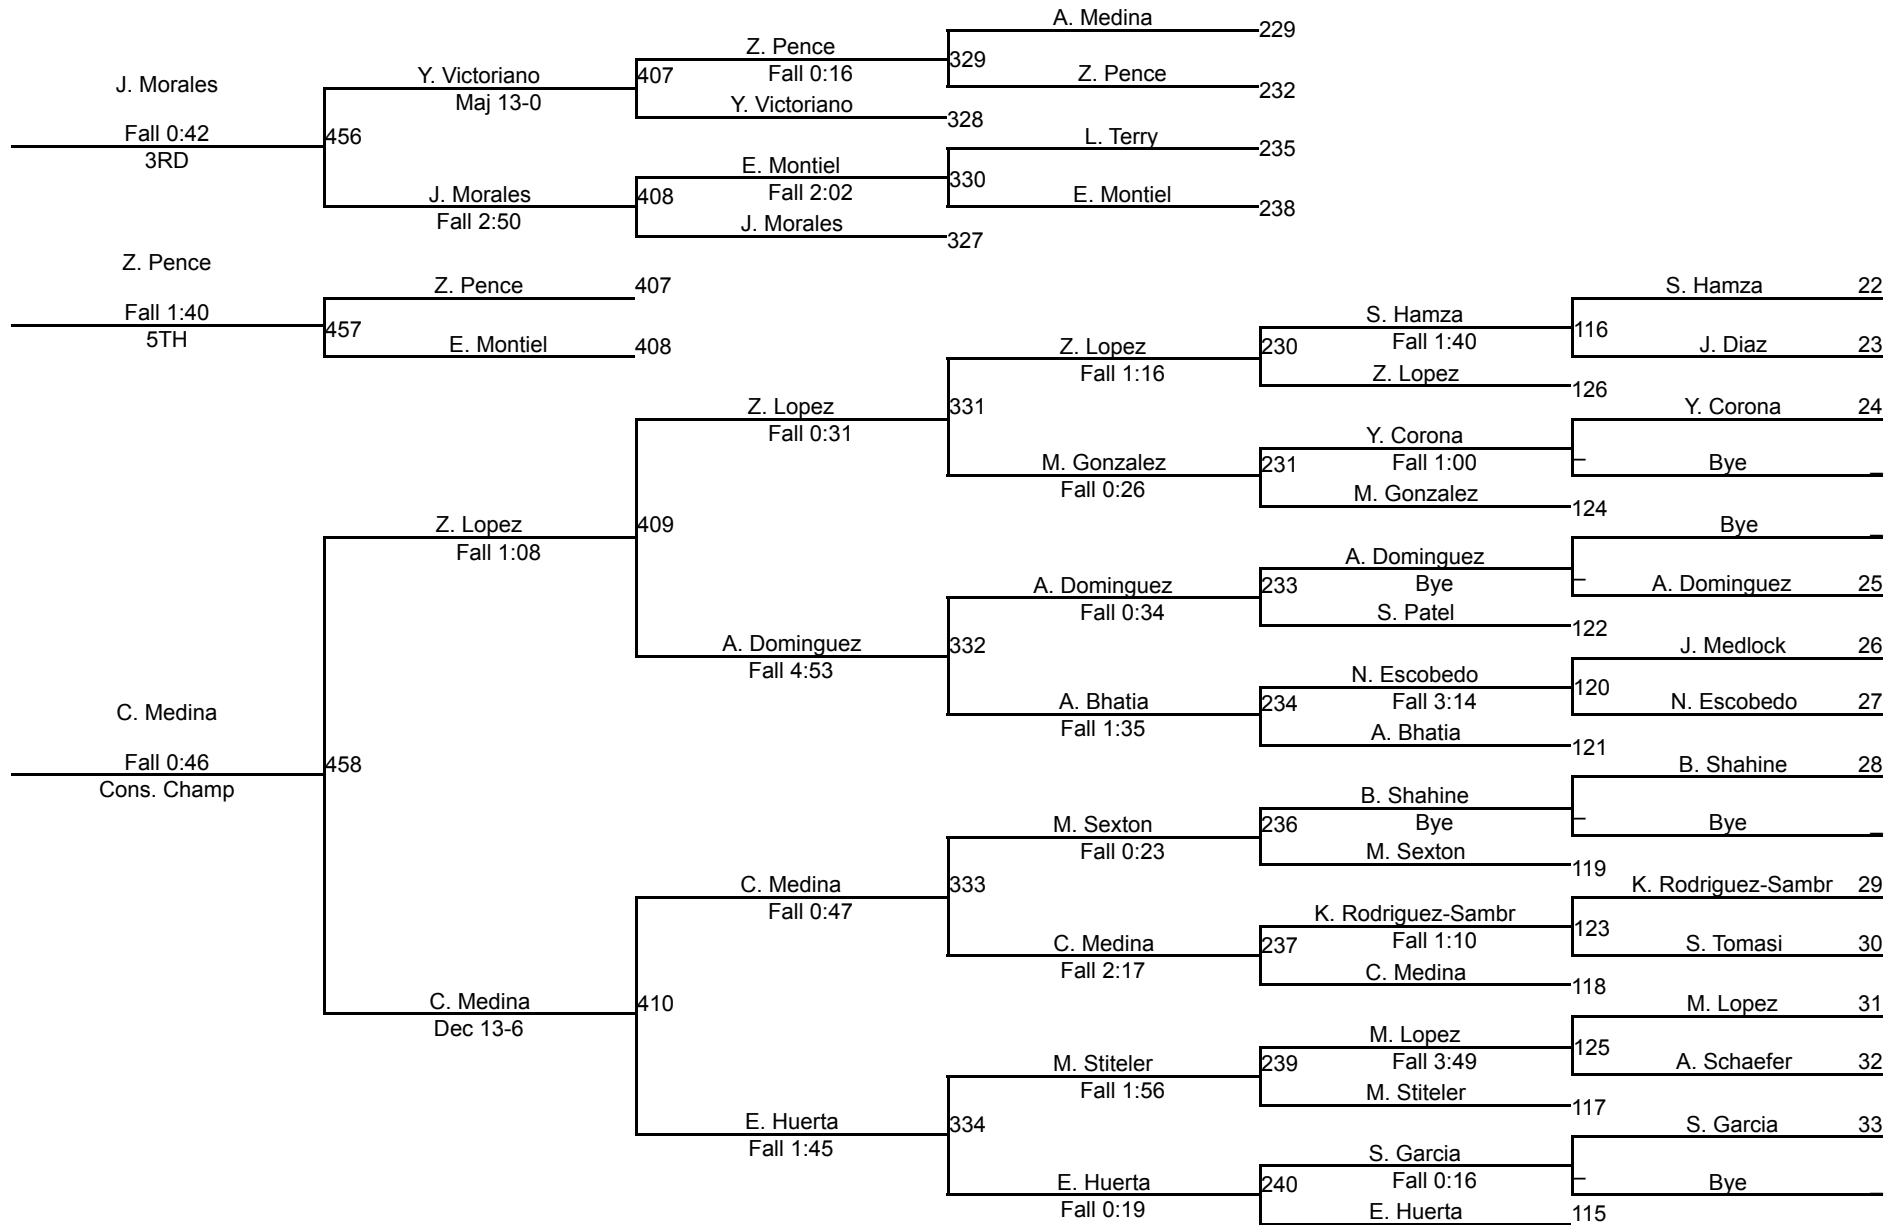 A. Medina
229
Z. Pence
329
Fall 0:16
Z. Pence
232
Y. Victoriano
407
Maj 13-0
Y. Victoriano
328
J. Morales
Fall 0:42
3RD
456
L. Terry
235
E. Montiel
330
Fall 2:02
E. Montiel
238
J. Morales
408
Fall 2:50
J. Morales
327
Z. Pence
Fall 1:40
5TH
457
Z. Pence
407
E. Montiel
408
S. Hamza 22
S. Hamza
116
Fall 1:40
J. Diaz 23
Z. Lopez
230
Fall 1:16
Z. Lopez
126
Z. Lopez
331
Fall 0:31
Y. Corona 24
Y. Corona
_
Fall 1:00
Bye _
M. Gonzalez
231
Fall 0:26
M. Gonzalez
124
Z. Lopez
409
Fall 1:08
Bye _
A. Dominguez
_
Bye
A. Dominguez 25
A. Dominguez
233
Fall 0:34
S. Patel
122
A. Dominguez
332
Fall 4:53
J. Medlock 26
N. Escobedo
120
Fall 3:14
N. Escobedo 27
A. Bhatia
234
Fall 1:35
A. Bhatia
121
C. Medina
Fall 0:46
Cons. Champ
458
B. Shahine 28
B. Shahine
_
Bye
Bye _
M. Sexton
236
Fall 0:23
M. Sexton
119
C. Medina
333
Fall 0:47
K. Rodriguez-Sambr 29
K. Rodriguez-Sambr
123
Fall 1:10
S. Tomasi 30
C. Medina
237
Fall 2:17
C. Medina
118
C. Medina
410
Dec 13-6
M. Lopez 31
M. Lopez
125
Fall 3:49
A. Schaefer 32
M. Stiteler
239
Fall 1:56
M. Stiteler
117
E. Huerta
334
Fall 1:45
S. Garcia 33
S. Garcia
_
Fall 0:16
Bye _
E. Huerta
240
Fall 0:19
E. Huerta
115